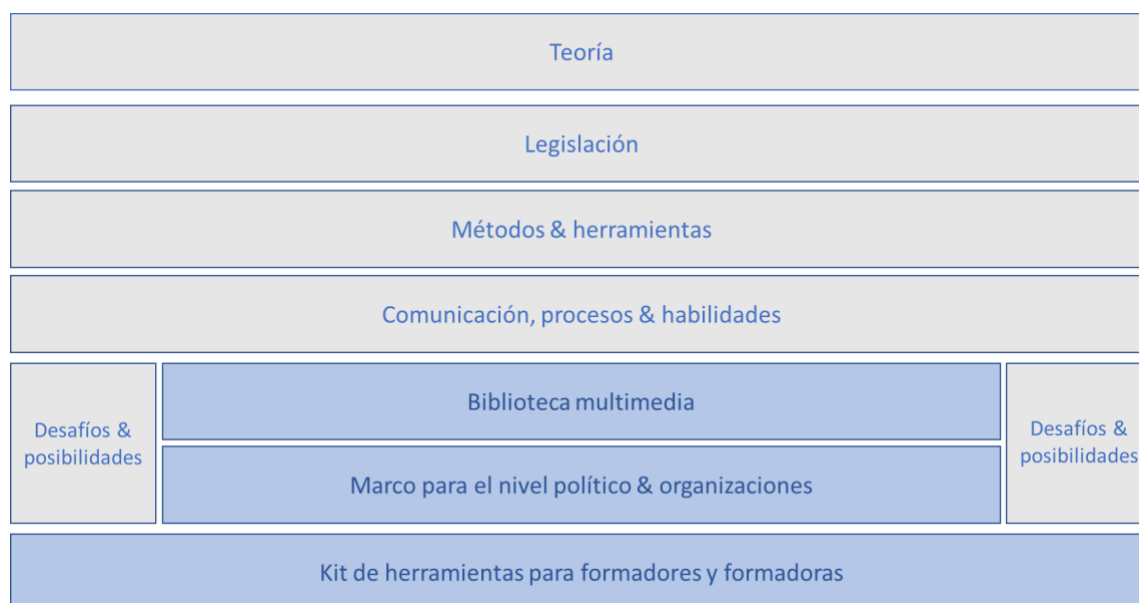 Teoría
Legislación
Métodos & herramientas
Comunicación, procesos & habilidades
Desafíos &
posibilidades
Biblioteca multimedia
Marco para el nivel político & organizaciones
Desafíos &
posibilidades
Kit de herramientas para formadores y formadoras